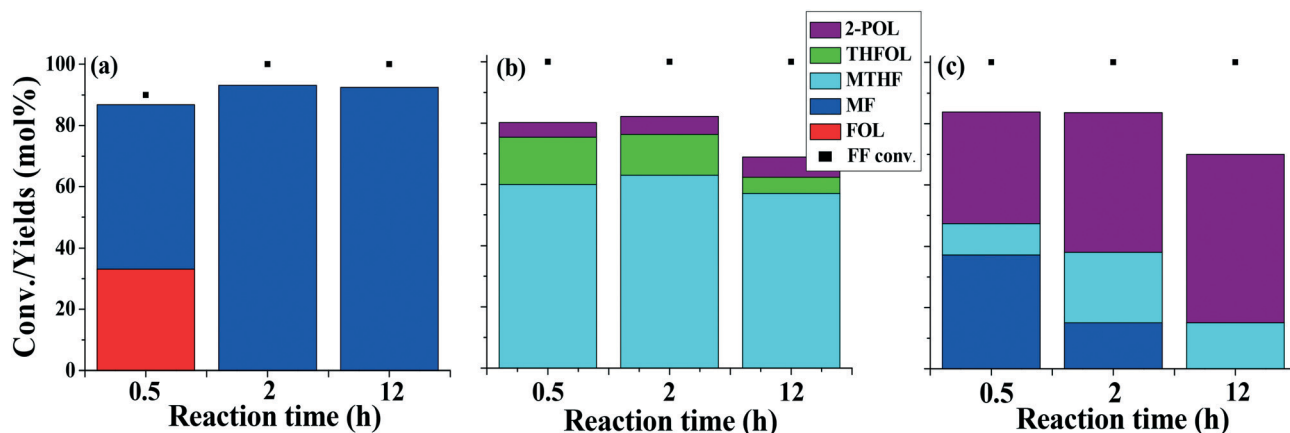 2-POL
THFOL
MTHF
MF
FOL
FF conv.
Conv./Yields (mol%)
100
80
60
40
20
0
(a)
0.5
2
12
Reaction time (h)
(b)
0.5
2
12
Reaction time (h)
(c)
0.5
2
12
Reaction time (h)